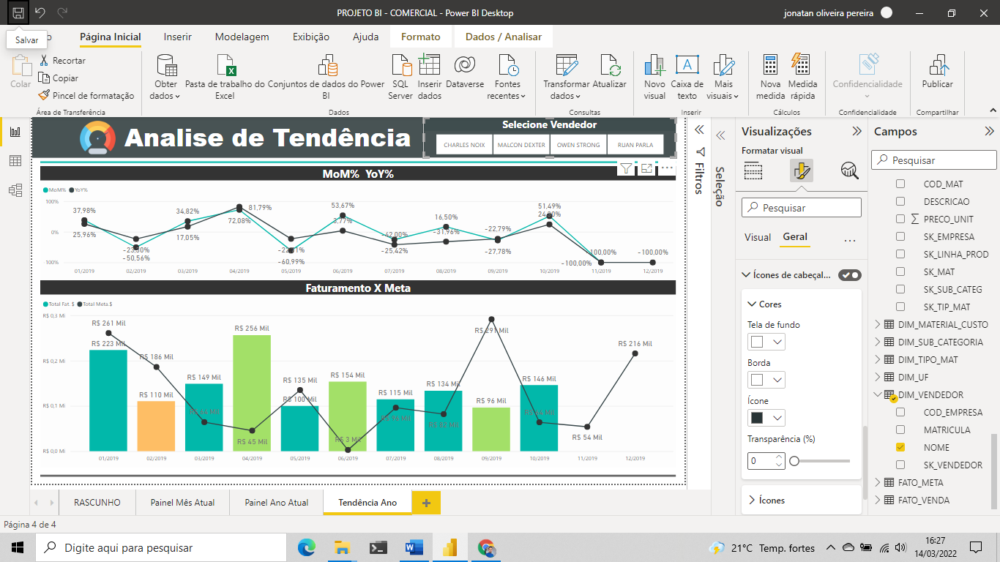 PROJETO BI - COMERCIAL - Power BI Desktop
jonatan oliveira pereira
Salvar
Página Inicial
Inserir
Modelagem
Exibição
Ajuda
Formato
Dados / Analisar
Colar
Recortar
Copiar
Pincel de formatação
Área de Transferência
Obter dados
Pasta de trabalho do Excel
Conjuntos de dados do Power BI
SQL Server
Inserir dados
Dataverse
Fontes recentes
Dados
Transformar dados
Atualizar
Consultas
Novo visual
Caixa de texto
Mais visuais
Inserir
Nova medida
Medida rápida
Cálculos
Confidencialidade
Confidencialidade
Publicar
Compartilhar
Analise de Tendência
Selecione Vendedor
CHARLES NOIX
MALCON DEXTER
OWEN STRONG
RUAN PARLA
MoM% YoY%
MoM% YoY%
100%
0%
-100%
37,98%
25,96%
-50,56%
34,82%
17,05%
81,79%
72,08%
-60,99%
53,67%
3,77%
-42,00%
-25,42%
16,50%
-31,96%
-22,79%
-27,78%
51,49%
-100,00%
-100,00%
01/2019 02/2019 03/2019 04/2019 05/2019 06/2019 07/2019 08/2019 09/2019 10/2019 11/2019 12/2019
Faturamento X Meta
Total Fat. $ Total Meta.$
R$ 0,3 Mi
R$ 0,2 Mi
R$ 0,1 Mi
R$ 0,0 Mi
R$ 261 Mil
R$ 223 Mil
R$ 186 Mil
R$ 110 Mil
R$ 149 Mil
R$ 256 Mil
R$ 45 Mil
R$ 135 Mil
R$ 100 Mil
R$ 154 Mil
R$ 3 Mil
R$ 115 Mil
R$ 96 Mil
R$ 134 Mil
R$ 82 Mil
R$ 291 Mil
R$ 96 Mil
R$ 146 Mil
R$ 54 Mil
R$ 216 Mil
01/2019 02/2019 03/2019 04/2019 05/2019 06/2019 07/2019 08/2019 09/2019 10/2019 11/2019 12/2019
Filtros
Seleção
Visualizações
Formatar visual
Pesquisar
Visual
Geral
...
Ícones de cabeçal...
Cores
Tela de fundo
Borda
Ícone
Transparência (%)
0
Ícones
Campos
Pesquisar
COD_MAT
DESCRICAO
PRECO_UNIT
SK_EMPRESA
SK_LINHA_PROD
SK_MAT
SK_SUB_CATEG
SK_TIP_MAT
DIM_MATERIAL_CUSTO
DIM_SUB_CATEGORIA
DIM_TIPO_MAT
DIM_UF
DIM_VENDEDOR
COD_EMPRESA
MATRICULA
NOME
SK_VENDEDOR
FATO_META
FATO_VENDA
RASCUNHO
Painel Mês Atual
Painel Ano Atual
Tendência Ano
Página 4 de 4
Digite aqui para pesquisar
21°C Temp. fortes
16:27
14/03/2022